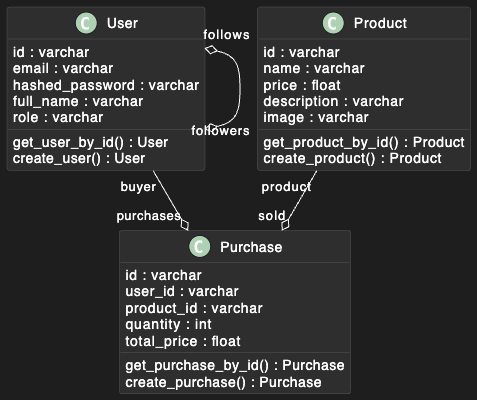 C User
id : varchar
email : varchar
hashed_password : varchar
full_name : varchar
role : varchar
get_user_by_id() : User
create_user() : User
follows
followers
C Product
id : varchar
name : varchar
price : float
description : varchar
image : varchar
get_product_by_id() : Product
create_product() : Product
buyer
purchases
product
sold
C Purchase
id : varchar
user_id : varchar
product_id : varchar
quantity : int
total_price : float
get_purchase_by_id() : Purchase
create_purchase() : Purchase